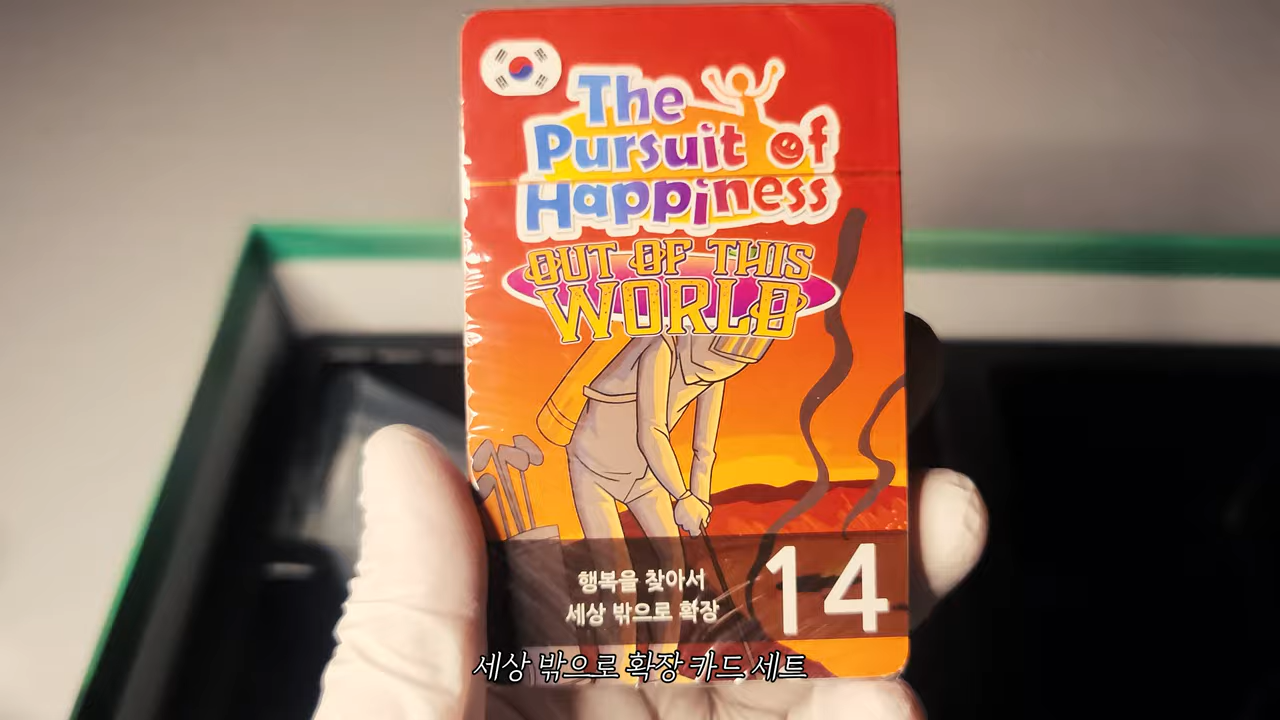 The
Pursuit of
Happiness
OUT OF THIS
WORLD
행복을 찾아서
세상 밖으로 확장
14
세상 밖으로 확장 카드 세트